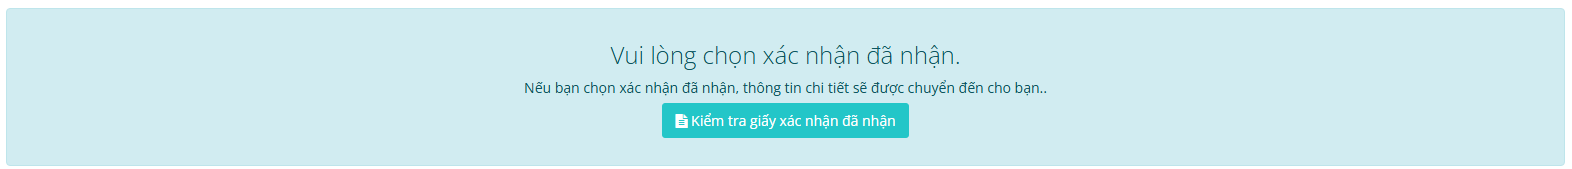 Vui lòng chọn xác nhận đã nhận.
Nếu bạn chọn xác nhận đã nhận, thông tin chi tiết sẽ được chuyển đến cho bạn..
Kiểm tra giấy xác nhận đã nhận